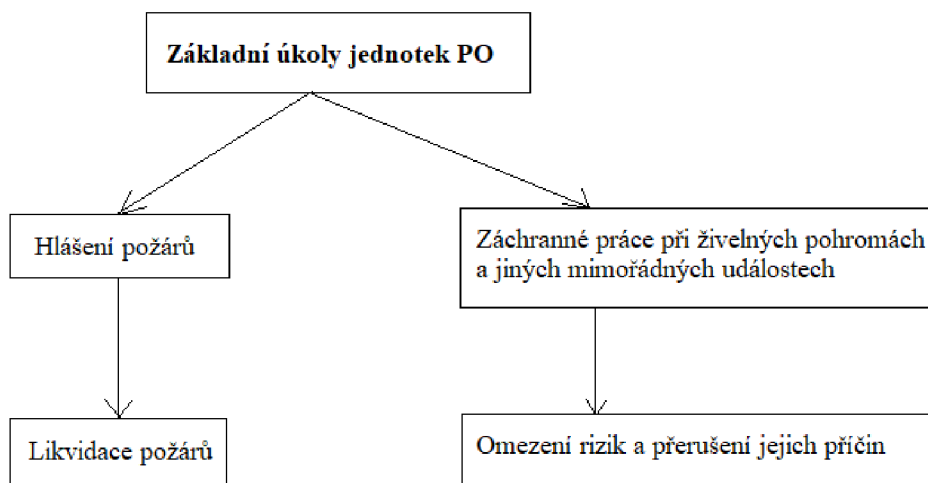 Základní úkoly jednotek PO
Hlášení požárů
Záchranné práce při živelných pohromách
a jiných mimořádných událostech
Likvidace požárů
Omezení rizik a přerušení jejich příčin